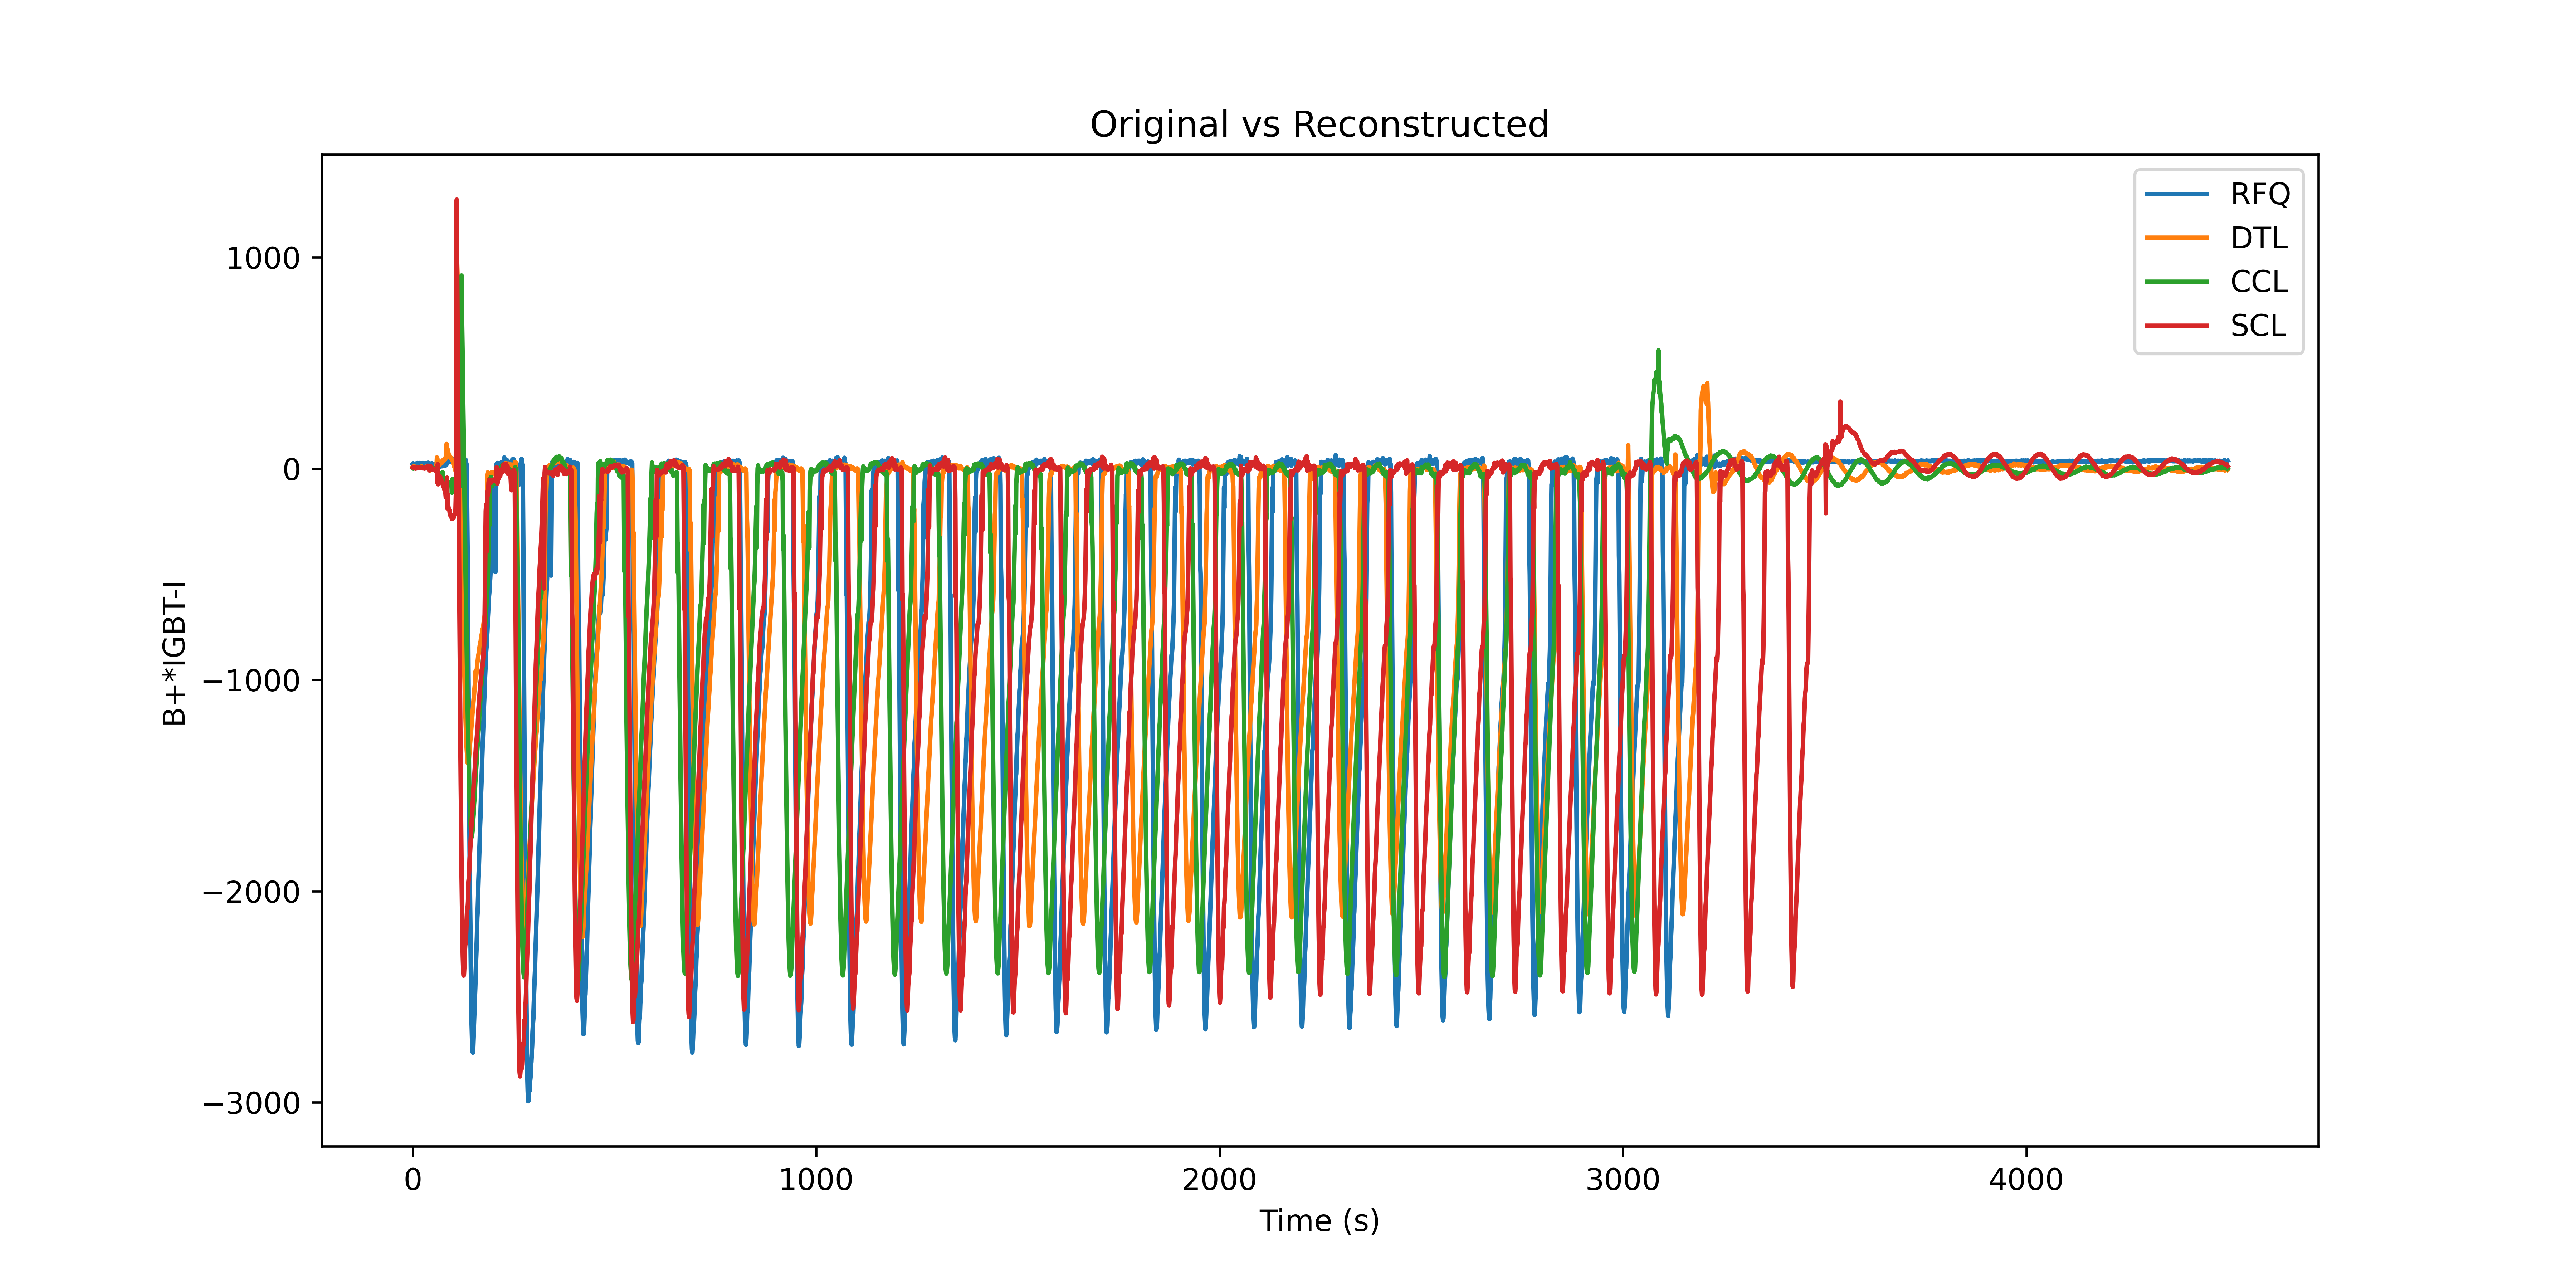 Original vs Reconstructed
RFQ
DTL
CCL
SCL
1000
0
−1000
−2000
−3000
B+*IGBT-I
0 1000 2000 3000 4000
Time (s)